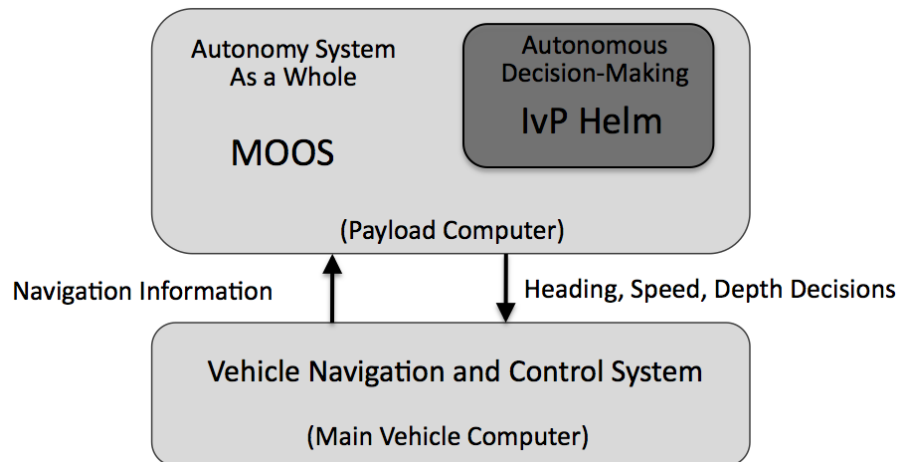 Autonomy System
As a Whole
MOOS
Autonomous
Decision-Making
IvP Helm
(Payload Computer)
Navigation Information
Heading, Speed, Depth Decisions
Vehicle Navigation and Control System
(Main Vehicle Computer)